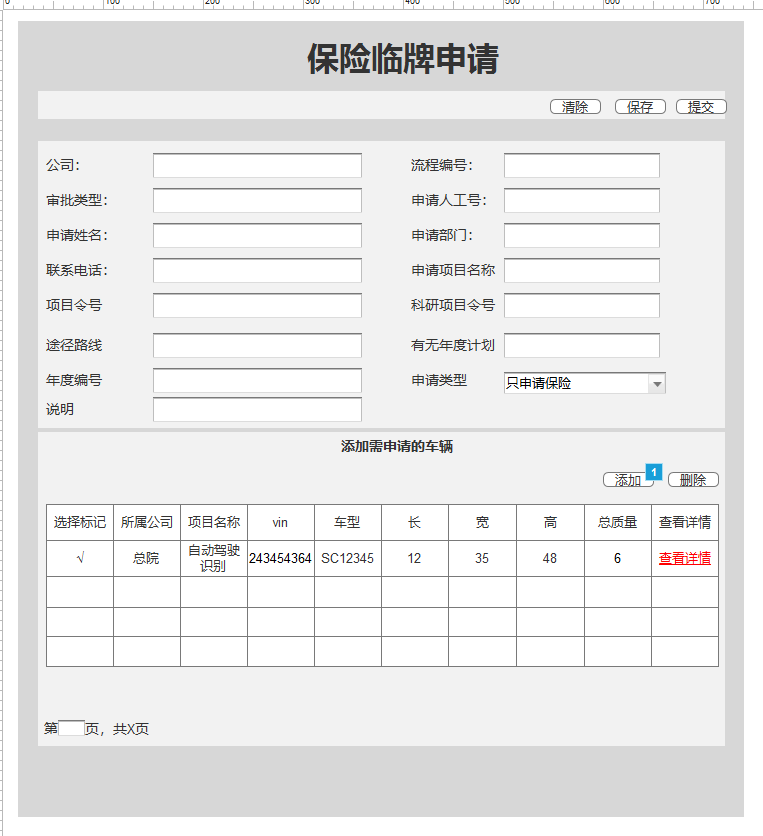 0 100 200 300 400 500 600 700
保险临牌申请
清除 保存 提交
公司： 流程编号：
审批类型： 申请人工号：
申请姓名： 申请部门：
联系电话： 申请项目名称
项目令号 科研项目令号
途径路线 有无年度计划
年度编号 申请类型 只申请保险
说明
添加需申请的车辆
添加 1 删除
选择标记 所属公司 项目名称 vin 车型 长 宽 高 总质量 查看详情
√ 总院 自动驾驶 243454364 SC12345 12 35 48 6 查看详情
识别
第 页，共X页